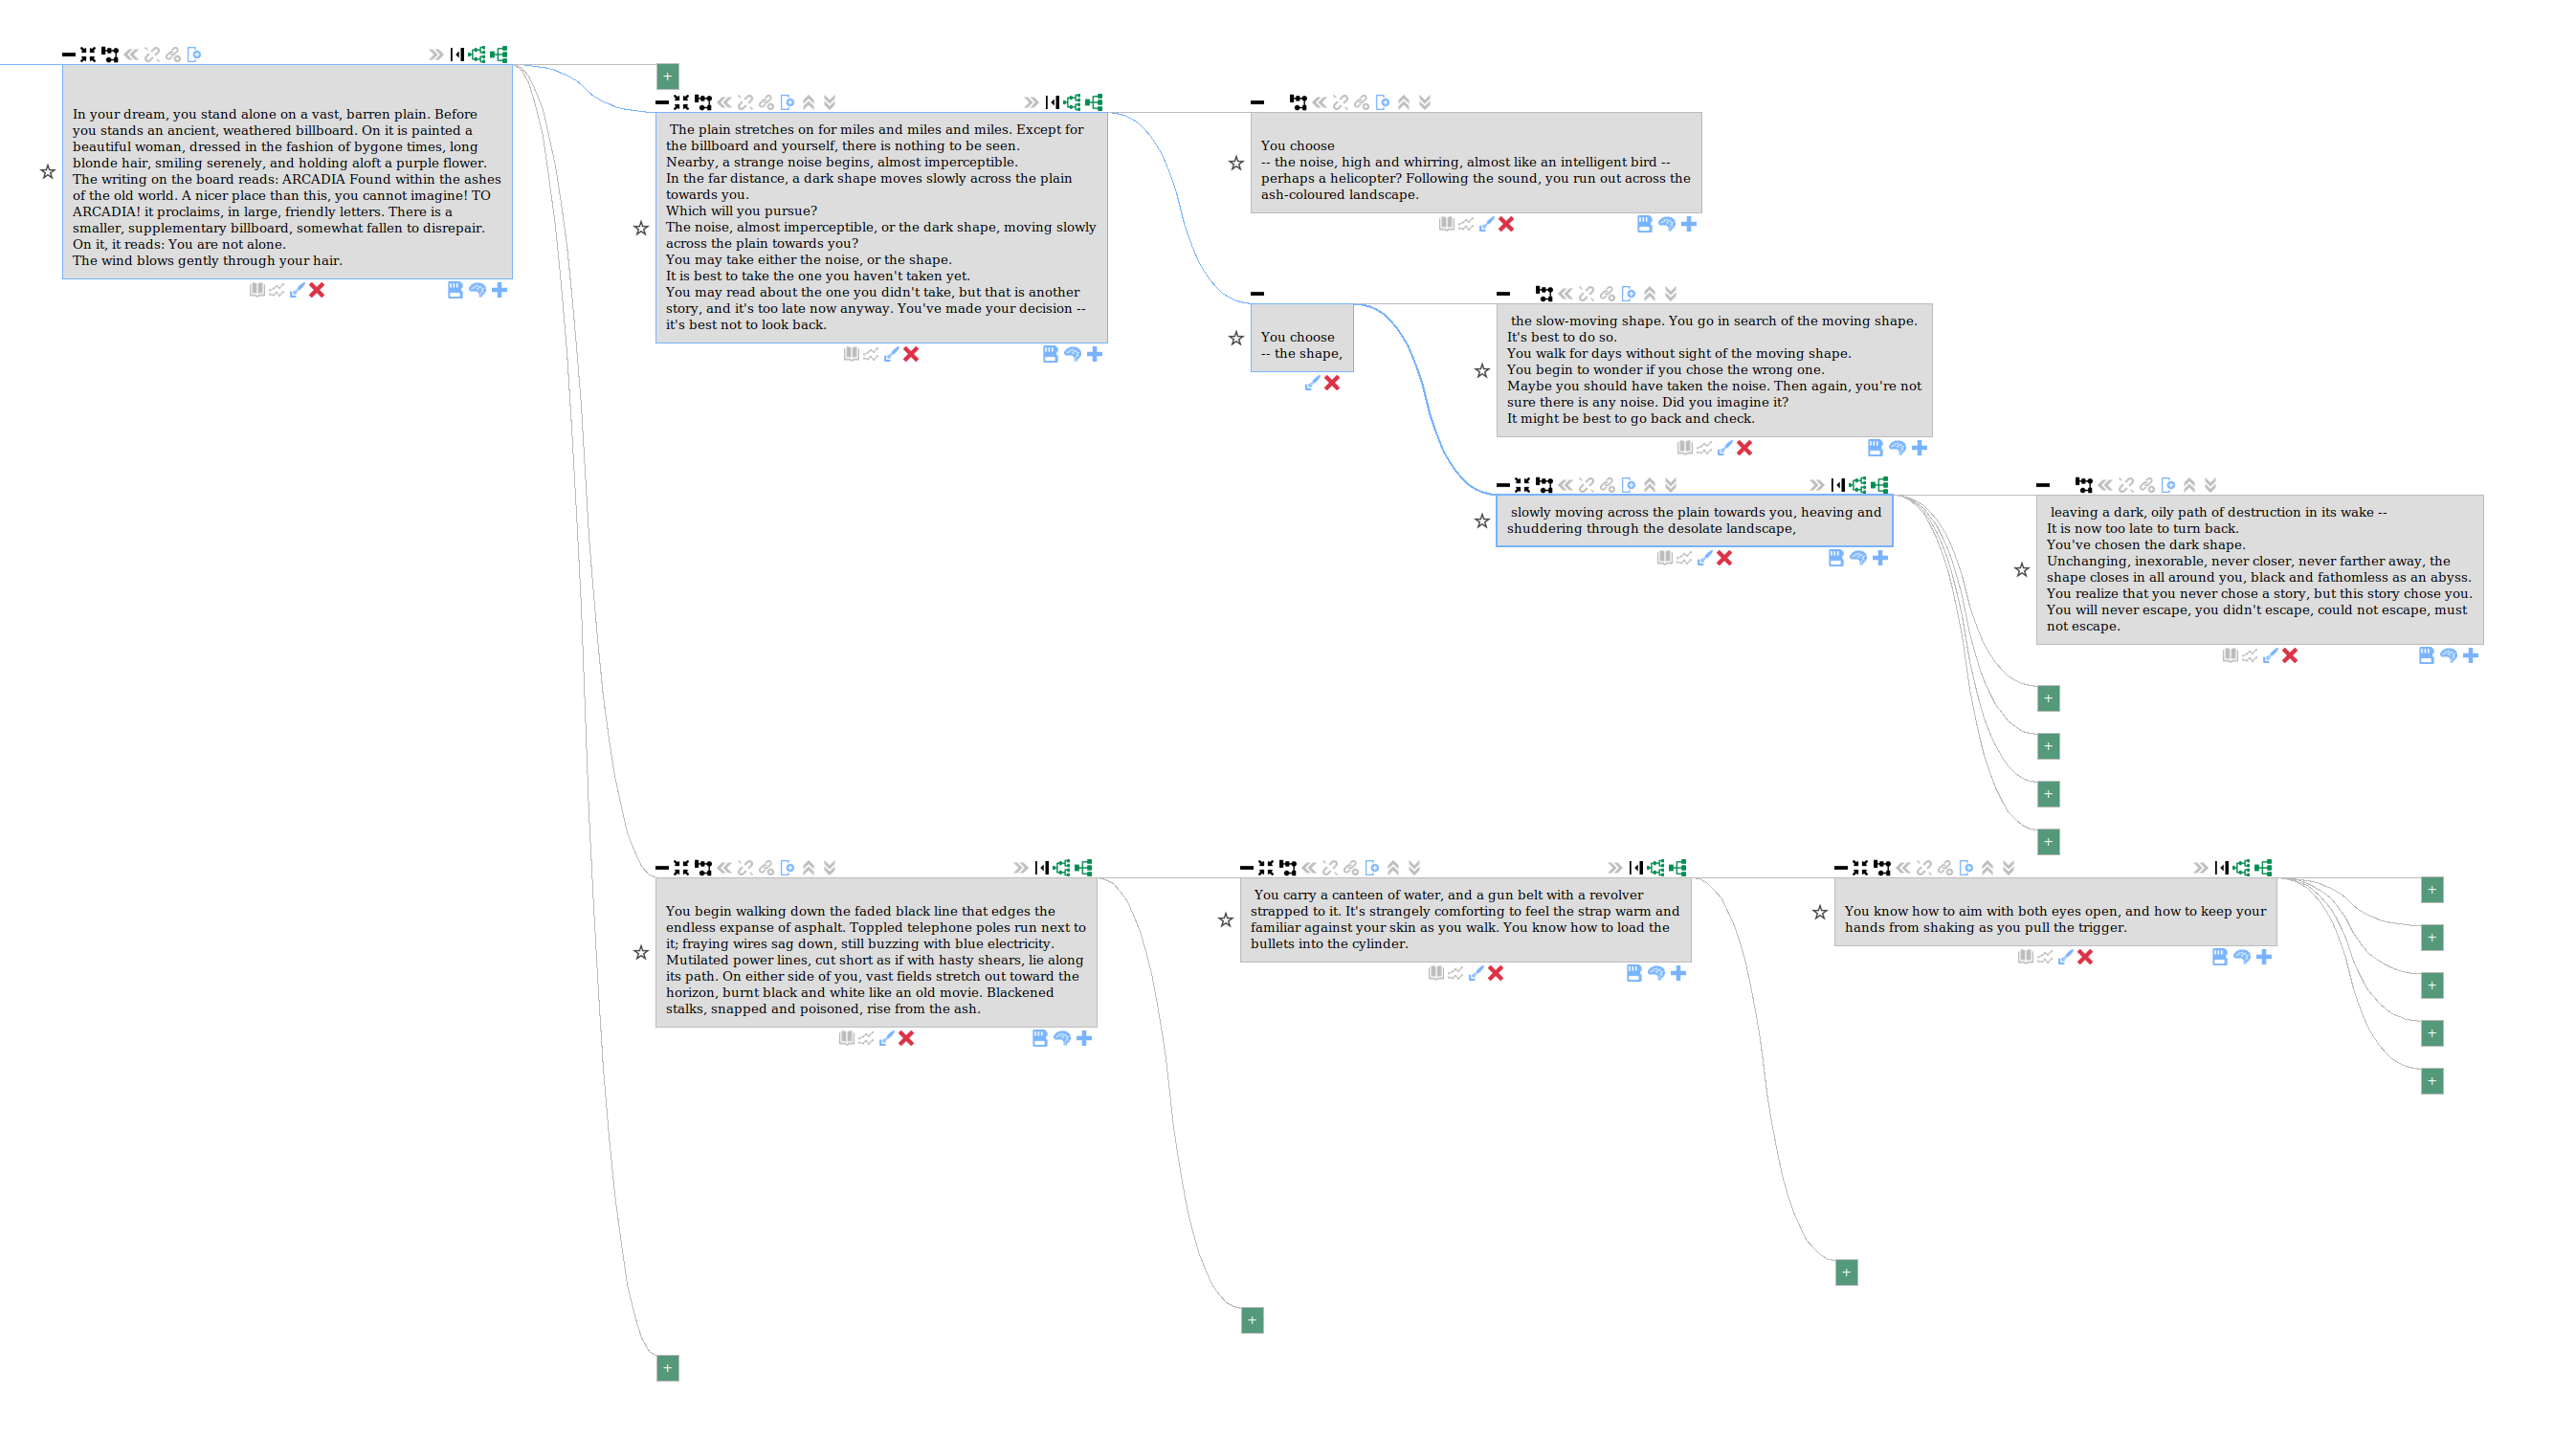 In your dream, you stand alone on a vast, barren plain. Before
you stands an ancient, weathered billboard. On it is painted a
beautiful woman, dressed in the fashion of bygone times, long
blonde hair, smiling serenely, and holding aloft a purple flower.
The writing on the board reads: ARCADIA Found within the ashes
of the old world. A nicer place than this, you cannot imagine! TO
ARCADIA! it proclaims, in large, friendly letters. There is a
smaller, supplementary billboard, somewhat fallen to disrepair.
On it, it reads: You are not alone.
The wind blows gently through your hair.
The plain stretches on for miles and miles and miles. Except for
the billboard and yourself, there is nothing to be seen.
Nearby, a strange noise begins, almost imperceptible.
In the far distance, a dark shape moves slowly across the plain
towards you.
Which will you pursue?
The noise, almost imperceptible, or the dark shape, moving slowly
across the plain towards you?
You may take either the noise, or the shape.
It is best to take the one you haven't taken yet.
You may read about the one you didn't take, but that is another
story, and it's too late now anyway. You've made your decision --
it's best not to look back.
You choose
-- the noise, high and whirring, almost like an intelligent bird --
perhaps a helicopter? Following the sound, you run out across the
ash-coloured landscape.
You choose
-- the shape,
the slow-moving shape. You go in search of the moving shape.
It's best to do so.
You walk for days without sight of the moving shape.
You begin to wonder if you chose the wrong one.
Maybe you should have taken the noise. Then again, you're not
sure there is any noise. Did you imagine it?
It might be best to go back and check.
slowly moving across the plain towards you, heaving and
shuddering through the desolate landscape,
leaving a dark, oily path of destruction in its wake --
It is now too late to turn back.
You've chosen the dark shape.
Unchanging, inexorable, never closer, never farther away, the
shape closes in all around you, black and fathomless as an abyss.
You realize that you never chose a story, but this story chose you.
You will never escape, you didn't escape, could not escape, must
not escape.
You begin walking down the faded black line that edges the
endless expanse of asphalt. Toppled telephone poles run next to
it; fraying wires sag down, still buzzing with blue electricity.
Mutilated power lines, cut short as if with hasty shears, lie along
its path. On either side of you, vast fields stretch out toward the
horizon, burnt black and white like an old movie. Blackened
stalks, snapped and poisoned, rise from the ash.
You carry a canteen of water, and a gun belt with a revolver
strapped to it. It's strangely comforting to feel the strap warm and
familiar against your skin as you walk. You know how to load the
bullets into the cylinder.
You know how to aim with both eyes open, and how to keep your
hands from shaking as you pull the trigger.